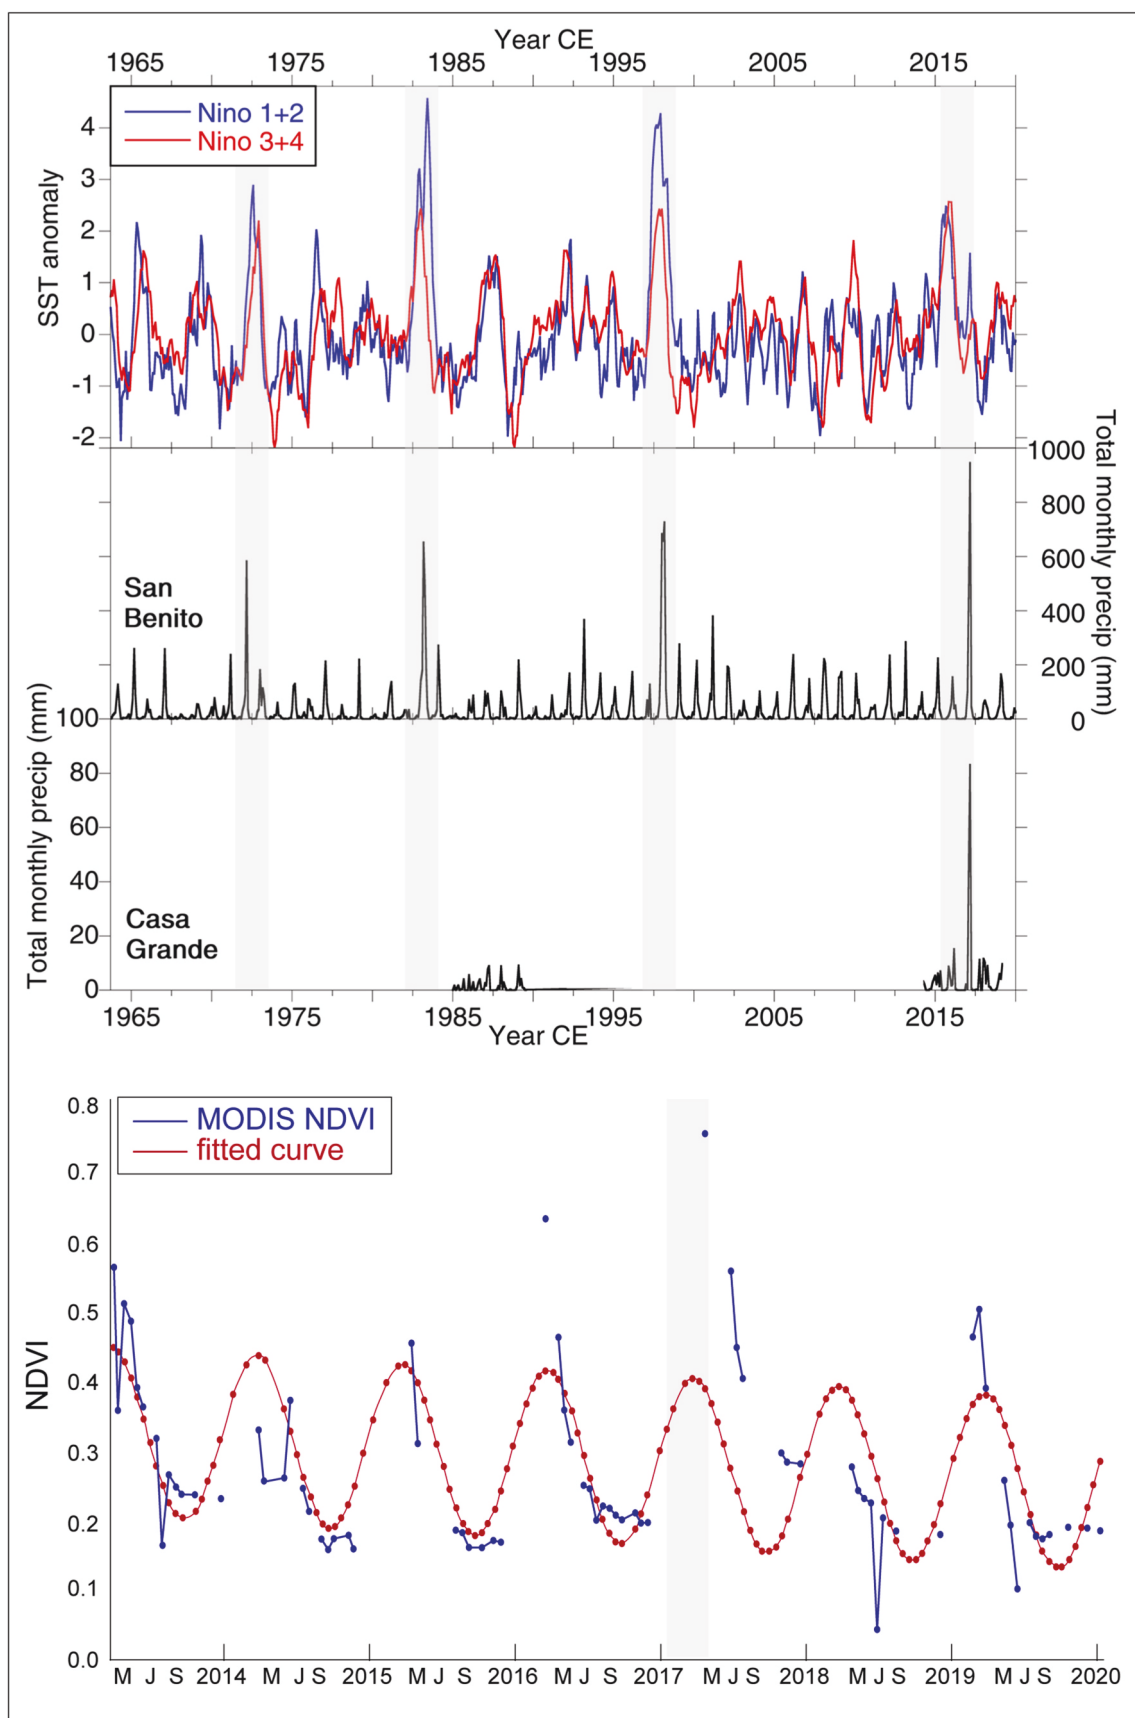 Year CE
1965 1975 1985 1995 2005 2015
Nino 1+2
Nino 3+4
SST anomaly
4
3
2
1
0
-1
-2
Total monthly precip (mm)
1000
800
600
400
200
0
San
Benito
Total monthly precip (mm)
100
80
60
40
20
0
Casa
Grande
1965 1975 1985 1995 2005 2015
Year CE
MODIS NDVI
fitted curve
NDVI
0.8
0.7
0.6
0.5
0.4
0.3
0.2
0.1
0.0
M J S 2014 M J S 2015 M J S 2016 M J S 2017 M J S 2018 M J S 2019 M J S 2020